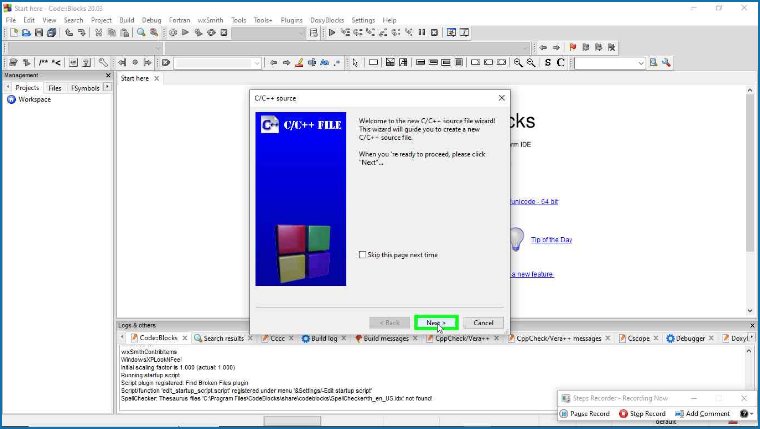 Start here - Code::Blocks 20.03
File Edit View Search Project Build Debug Fortran wxSmith Tools Tools+ Plugins DoxyBlocks Settings Help
Management
Projects Files FSymbols
Workspace
Start here
C/C++ source
C/C++ FILE
Welcome to the new C/C++ source file wizard!
This wizard will guide you to create a new
C/C++ source file.
When you 're ready to proceed, please click
"Next"...
Skip this page next time
< Back Next > Cancel
ocks
rm IDE
unicode - 64 bit
Tip of the Day
a new feature
Logs & others
Code::Blocks Search results Cccc Build log Build messages CppCheck/Vera++ CppCheck/Vera++ messages Cscope Debugger Doxyl
wxSmithContribItems
WindowsXPLookNFeel
Initial scaling factor is 1.000 (actual: 1.000)
Running startup script
Script plugin registered: Find Broken Files plugin
Script/function 'edit_startup_script.script' registered under menu '&Settings/-Edit startup script'
SpellChecker: Thesaurus files 'C:\Program Files\CodeBlocks\share\codeblocks\SpellChecker\th_en_US.idx' not found!
Steps Recorder - Recording Now
Pause Record Stop Record Add Comment
default